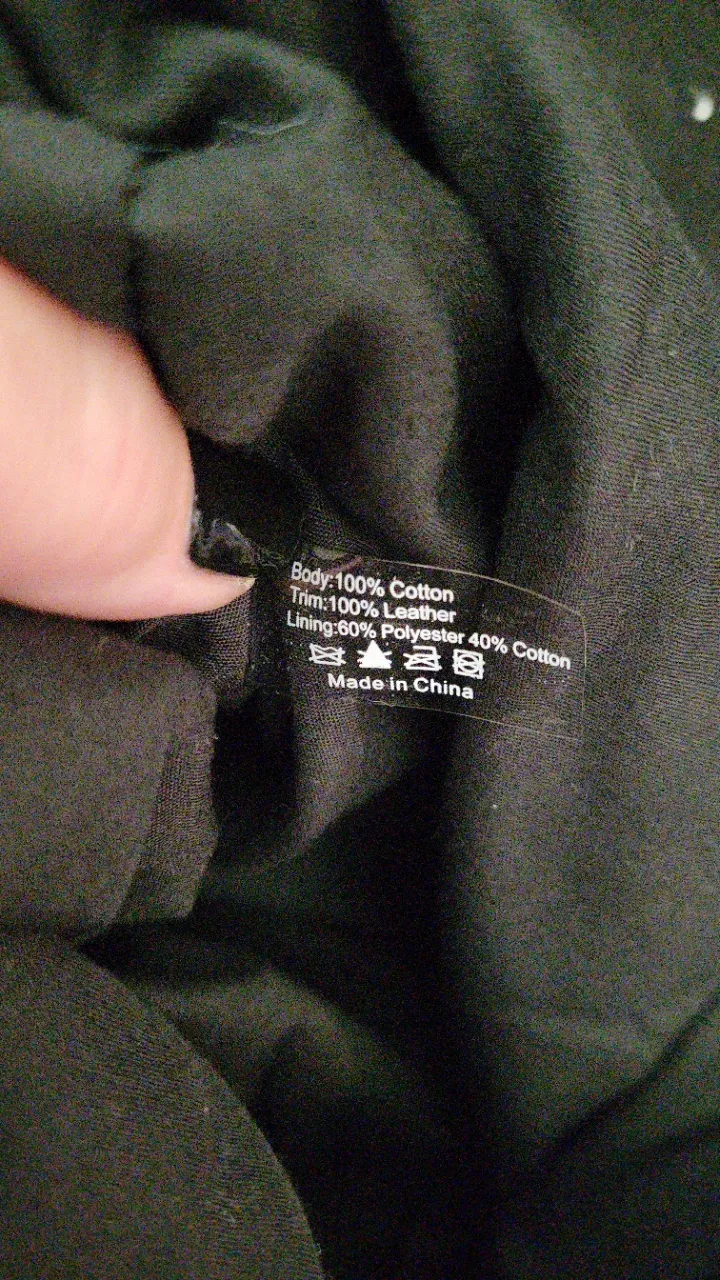 Body:100% Cotton
Trim:100% Leather
Lining:60% Polyester 40% Cotton
Made in China